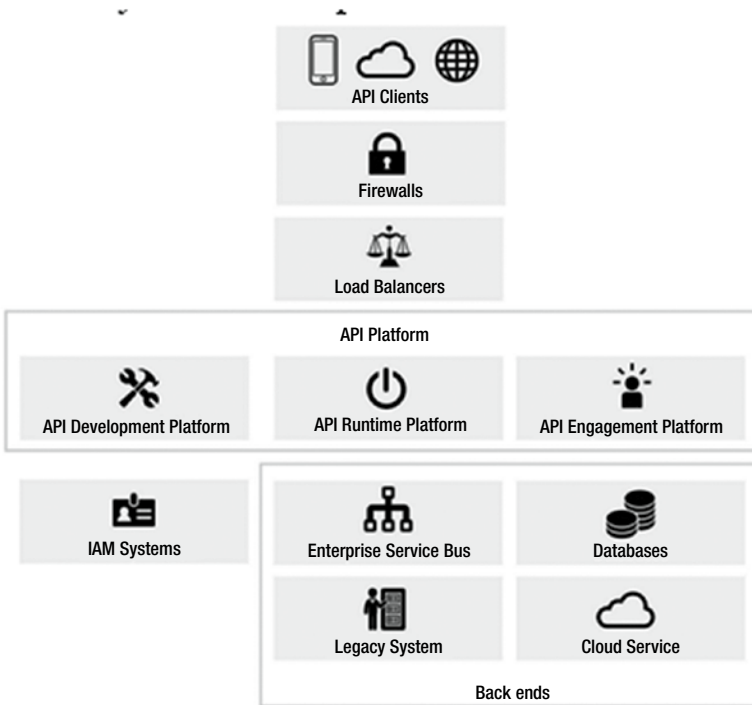 API Clients
Firewalls
Load Balancers
API Platform
API Development Platform
API Runtime Platform
API Engagement Platform
IAM Systems
Enterprise Service Bus
Databases
Legacy System
Cloud Service
Back ends